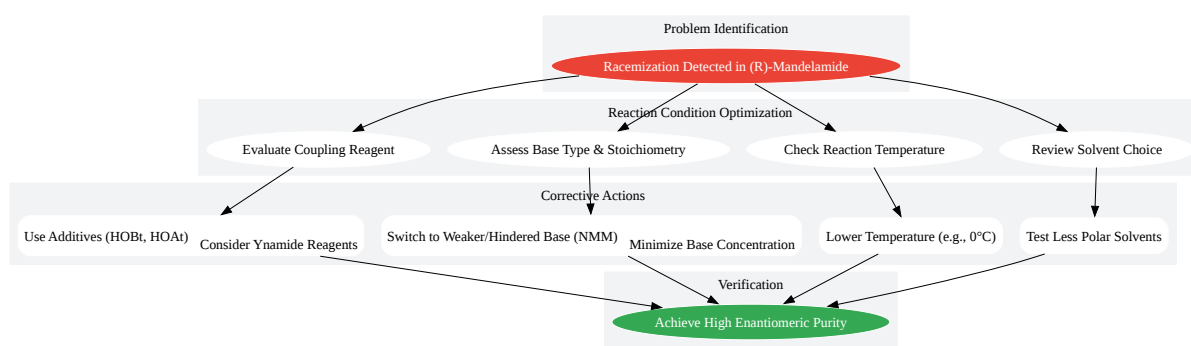 Problem Identification
Racemization Detected in (R)-Mandelamide
Reaction Condition Optimization
Evaluate Coupling Reagent
Assess Base Type & Stoichiometry
Check Reaction Temperature
Review Solvent Choice
Corrective Actions
Use Additives (HOBt, HOAt)
Consider Ynamide Reagents
Switch to Weaker/Hindered Base (NMM)
Minimize Base Concentration
Lower Temperature (e.g., 0°C)
Test Less Polar Solvents
Verification
Achieve High Enantiomeric Purity